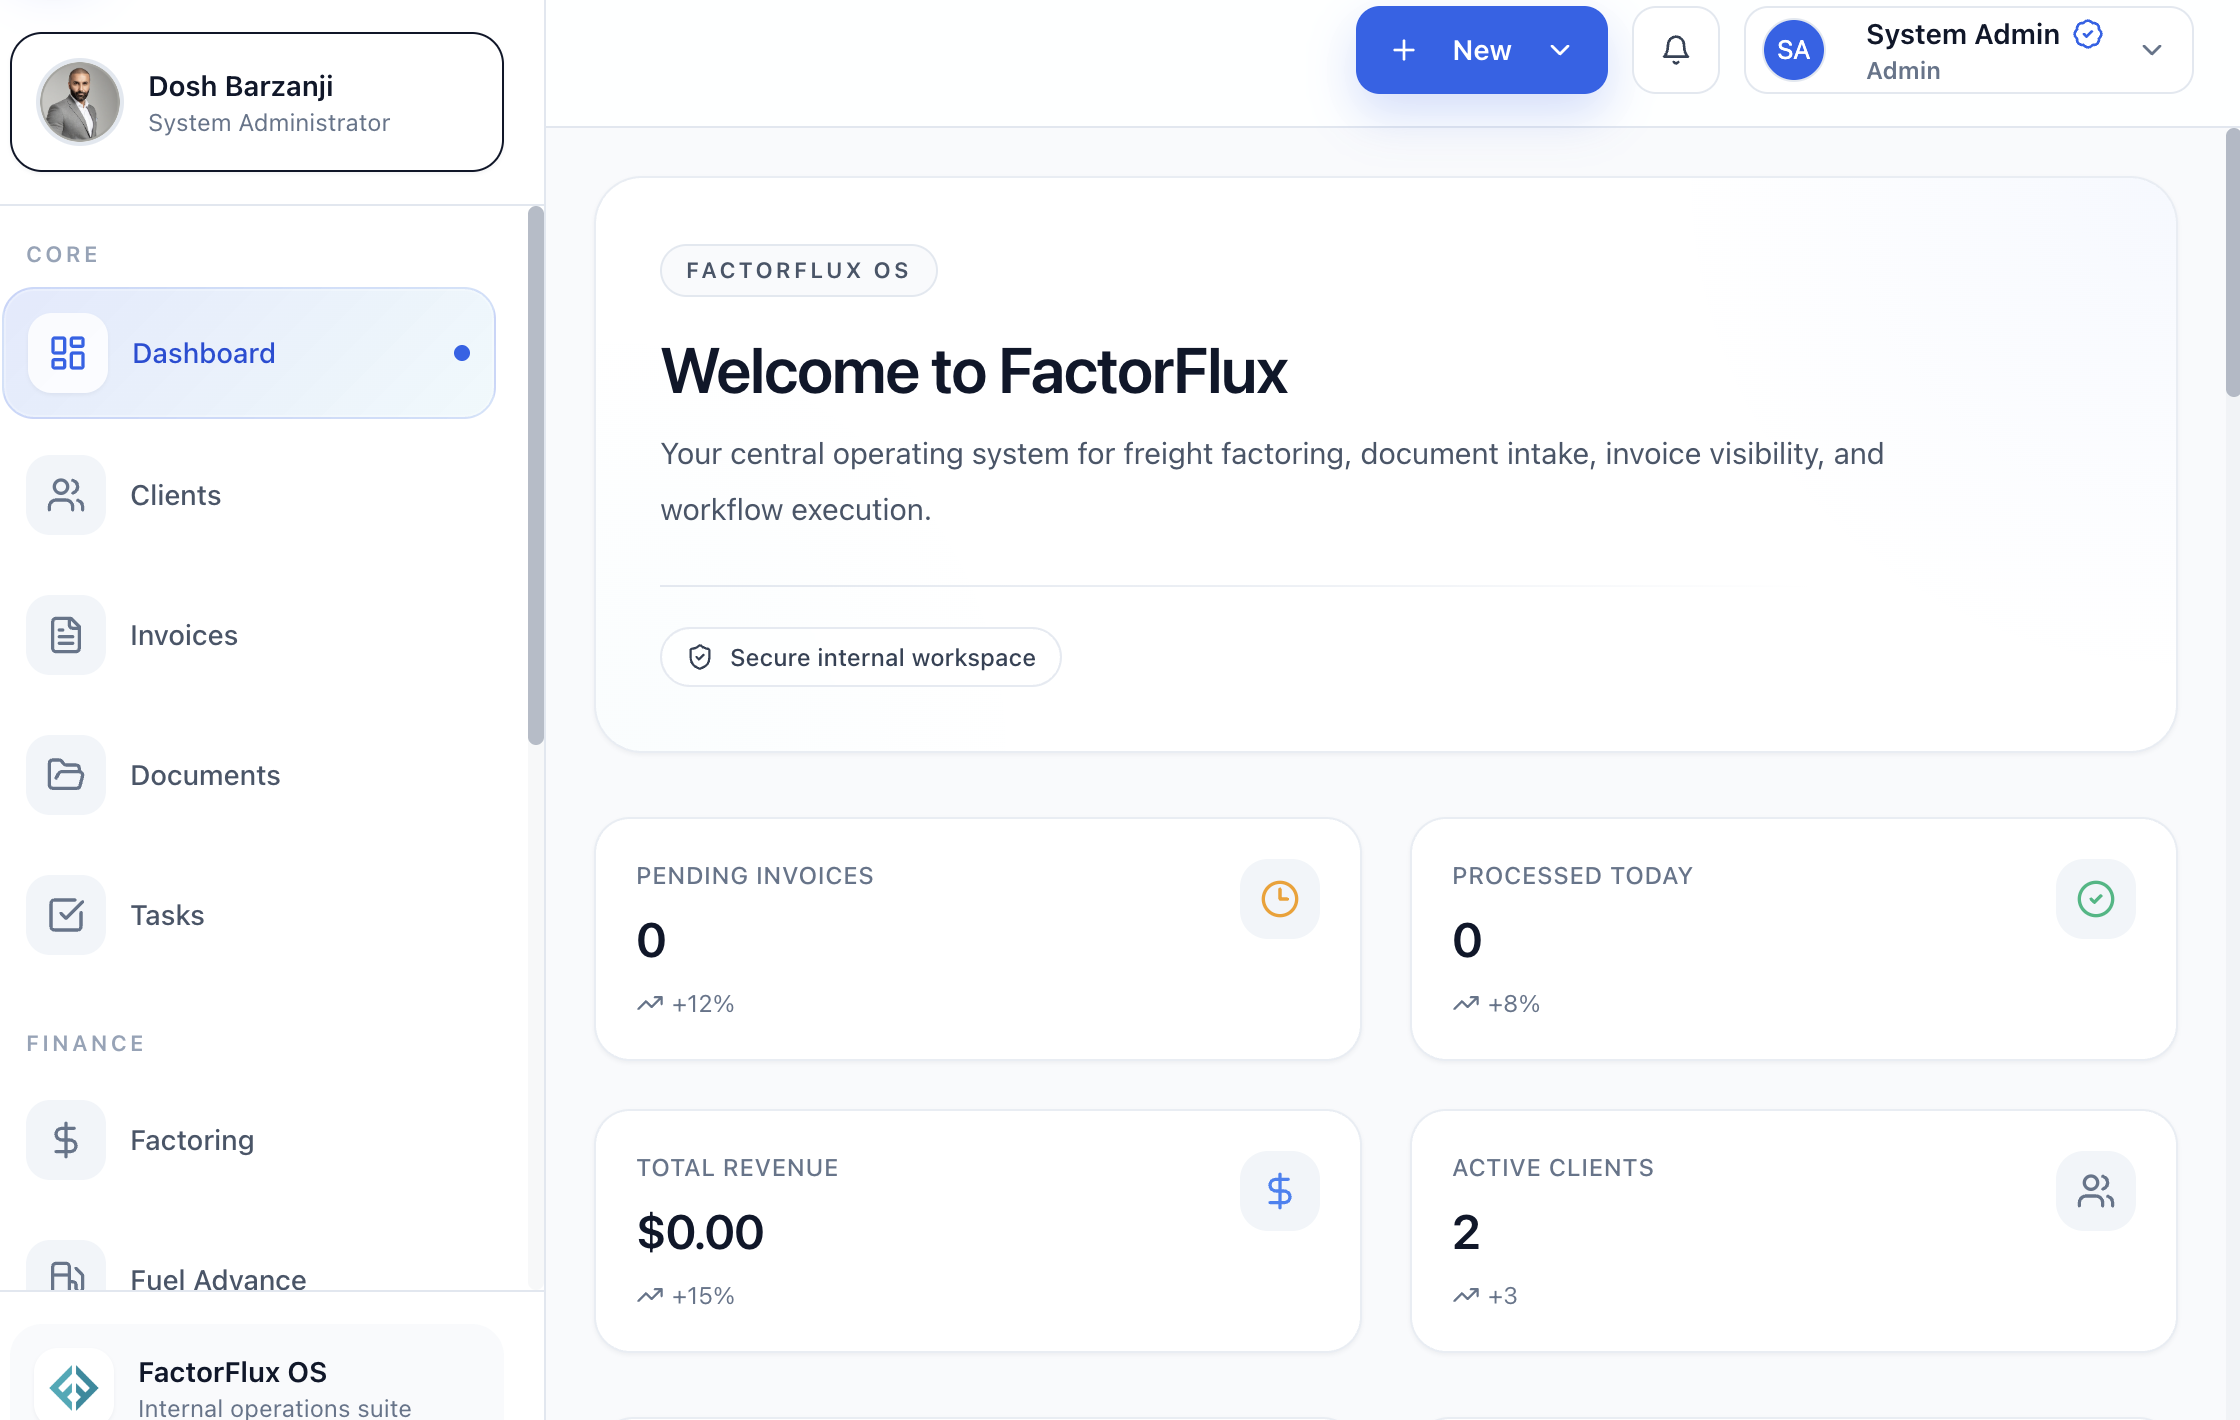 Dosh Barzanji
System Administrator
CORE
Dashboard
Clients
Invoices
Documents
Tasks
FINANCE
Factoring
Fuel Advance
FactorFlux OS
Internal operations suite
New
SA
System Admin
Admin
FACTORFLUX OS
Welcome to FactorFlux
Your central operating system for freight factoring, document intake, invoice visibility, and
workflow execution.
Secure internal workspace
PENDING INVOICES
0
+12%
PROCESSED TODAY
0
+8%
TOTAL REVENUE
$0.00
+15%
ACTIVE CLIENTS
2
+3